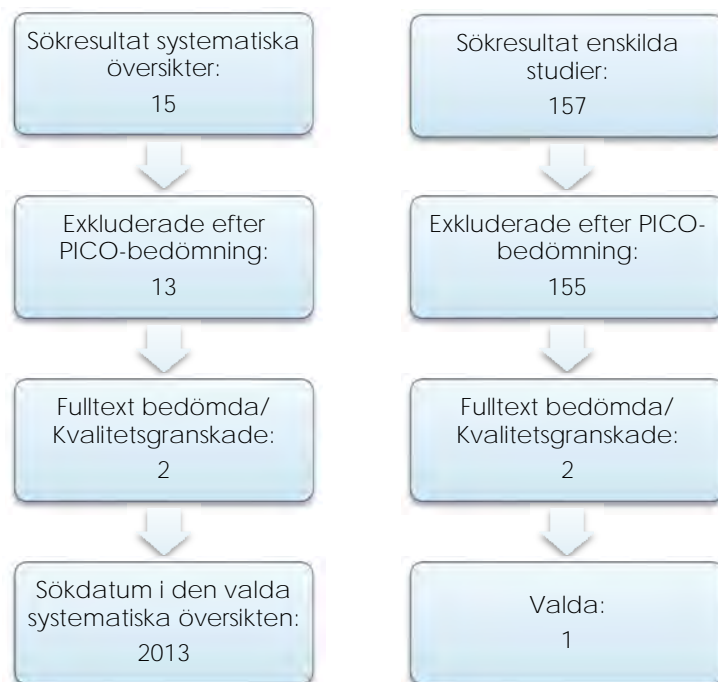 Sökresultat systematiska
översikter:
15
Exkluderade efter
PICO-bedömning:
13
Fulltext bedömda/
Kvalitetsgranskade:
2
Sökdatum i den valda
systematiska översikten:
2013
Sökresultat enskilda
studier:
157
Exkluderade efter PICO-
bedömning:
155
Fulltext bedömda/
Kvalitetsgranskade:
2
Valda:
1